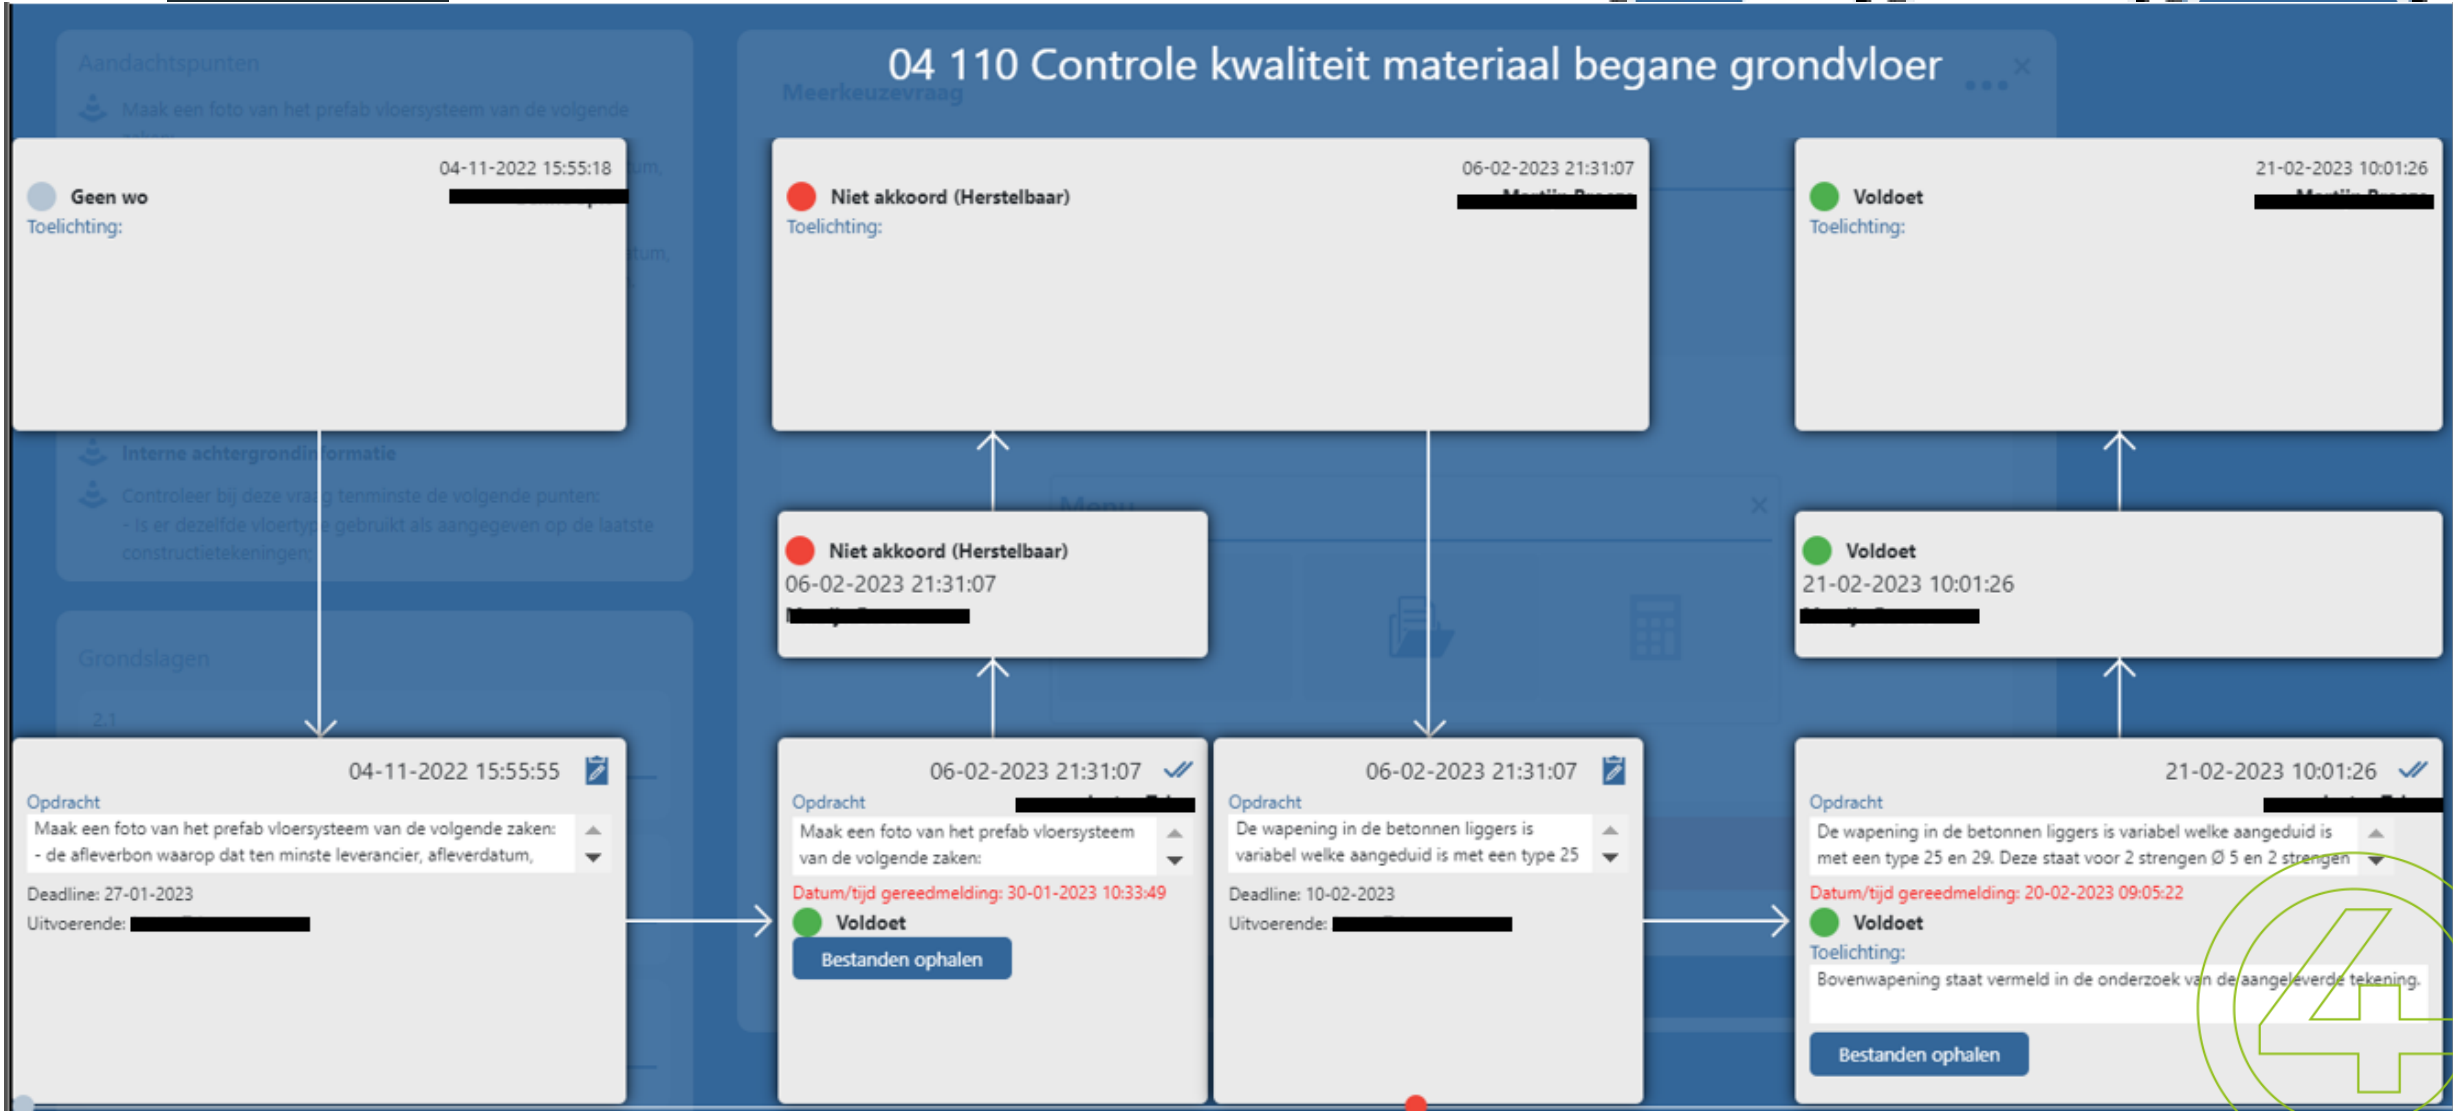 04 110 Controle kwaliteit materiaal begane grondvloer
Aandachtspunten
Maak een foto van het prefab vloersysteem van de volgende
Meerkeuzevraag
04-11-2022 15:55:18
Geen wo
Toelichting:
06-02-2023 21:31:07
Niet akkoord (Herstelbaar)
Toelichting:
21-02-2023 10:01:26
Voldoet
Toelichting:
Interne achtergrondinformatie
Controleer bij deze vraag tenminste de volgende punten:
- Is er dezelfde vloertype gebruikt als aangegeven op de laatste
constructietekeningen;
Menu
Niet akkoord (Herstelbaar)
06-02-2023 21:31:07
Voldoet
21-02-2023 10:01:26
Grondslagen
2.1
04-11-2022 15:55:55
Opdracht
Maak een foto van het prefab vloersysteem van de volgende zaken:
- de afleverbon waarop dat ten minste leverancier, afleverdatum,
Deadline: 27-01-2023
Uitvoerende:
06-02-2023 21:31:07
Opdracht
Maak een foto van het prefab vloersysteem
van de volgende zaken:
Datum/tijd gereedmelding: 30-01-2023 10:33:49
Voldoet
Bestanden ophalen
06-02-2023 21:31:07
Opdracht
De wapening in de betonnen liggers is
variabel welke aangeduid is met een type 25
Deadline: 10-02-2023
Uitvoerende:
21-02-2023 10:01:26
Opdracht
De wapening in de betonnen liggers is variabel welke aangeduid is
met een type 25 en 29. Deze staat voor 2 strengen Ø 5 en 2 strengen
Datum/tijd gereedmelding: 20-02-2023 09:05:22
Voldoet
Toelichting:
Bovenwapening staat vermeld in de onderzoek van de aangeleverde tekening.
Bestanden ophalen
4